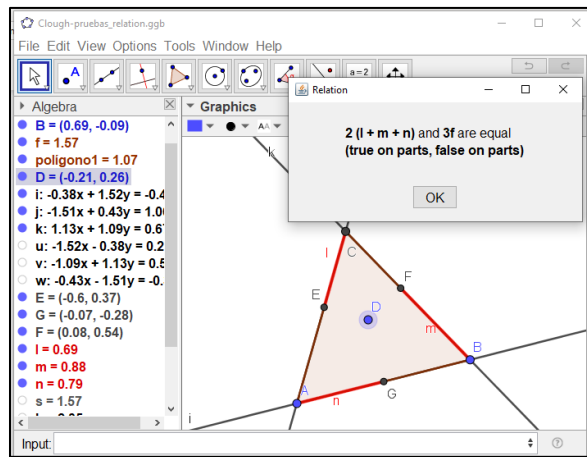 Clough-pruebas_relation.ggb
File Edit View Options Tools Window Help
A
a=2
Algebra
Graphics
AA
B = (0.69, -0.09)
f = 1.57
poligono1 = 1.07
D = (-0.21, 0.26)
i: -0.38x + 1.52y = -0.4
j: -1.51x + 0.43y = 1.0
k: 1.13x + 1.09y = 0.6
u: -1.52x - 0.38y = 0.2
v: -1.09x + 1.13y = 0.5
w: -0.43x - 1.51y = -0.
E = (-0.6, 0.37)
G = (-0.07, -0.28)
F = (0.08, 0.54)
l = 0.69
m = 0.88
n = 0.79
s = 1.57
Relation
2 (l + m + n) and 3f are equal
(true on parts, false on parts)
OK
k
l
C
F
E
D
m
B
A
n
G
i
Input: